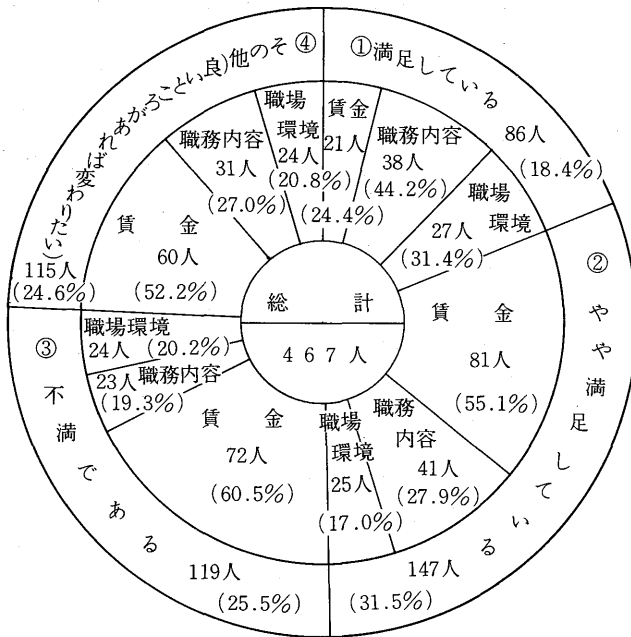 総計
467人
①満足している
86人
(18.4%)
賃金
21人
(24.4%)
職務内容
38人
(44.2%)
職場
環境
27人
(31.4%)
②やや満足している
147人
(31.5%)
賃金
81人
(55.1%)
職務
内容
41人
(27.9%)
職場
環境
25人
(17.0%)
③不満である
119人
(25.5%)
賃金
72人
(60.5%)
職務内容
23人
(19.3%)
職場環境
24人
(20.2%)
④その他(良いところがあれば変わりたい)
115人
(24.6%)
賃金
60人
(52.2%)
職務内容
31人
(27.0%)
職場
環境
24人
(20.8%)